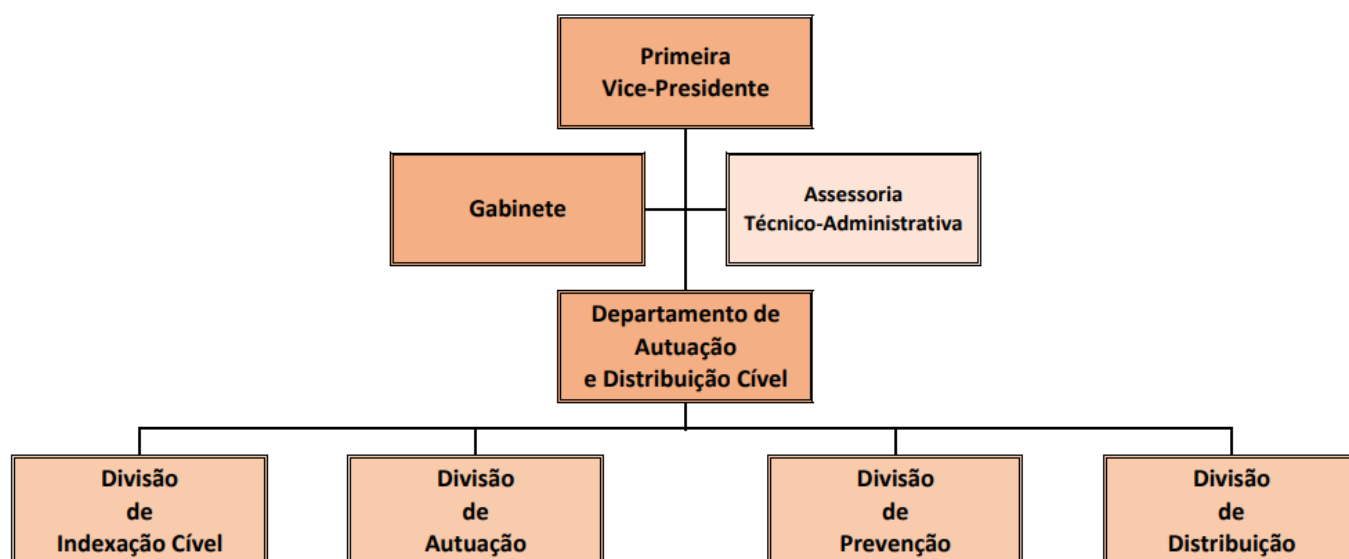 Primeira
Vice-Presidente
Gabinete
Assessoria
Técnico-Administrativa
Departamento de
Autuação
e Distribuição Cível
Divisão
de
Indexação Cível
Divisão
de
Autuação
Divisão
de
Prevenção
Divisão
de
Distribuição